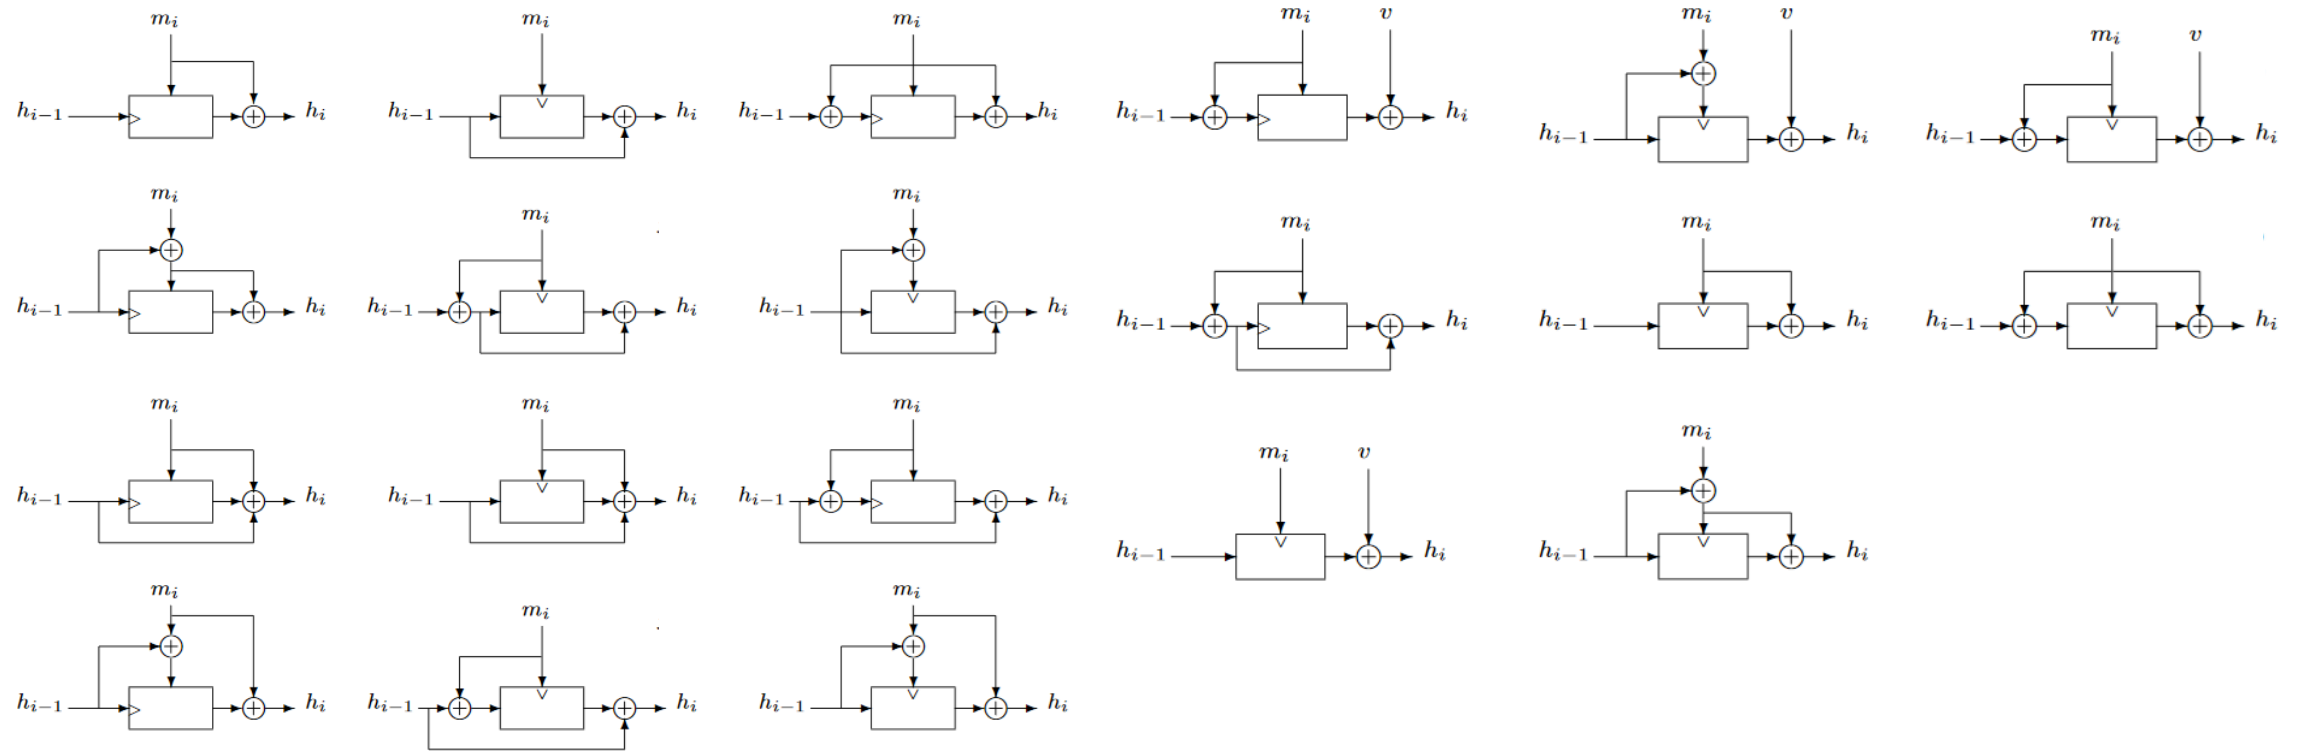 m_i m_i m_i m_i v m_i v m_i v
h_{i-1} h_i h_{i-1} h_i h_{i-1} h_i h_{i-1} h_i h_{i-1} h_i h_{i-1} h_i
m_i m_i m_i m_i m_i m_i
h_{i-1} h_i h_{i-1} h_i h_{i-1} h_i h_{i-1} h_i h_{i-1} h_i h_{i-1} h_i
m_i m_i m_i m_i v m_i
h_{i-1} h_i h_{i-1} h_i h_{i-1} h_i h_{i-1} h_i h_{i-1} h_i
m_i m_i m_i
h_{i-1} h_i h_{i-1} h_i h_{i-1} h_i